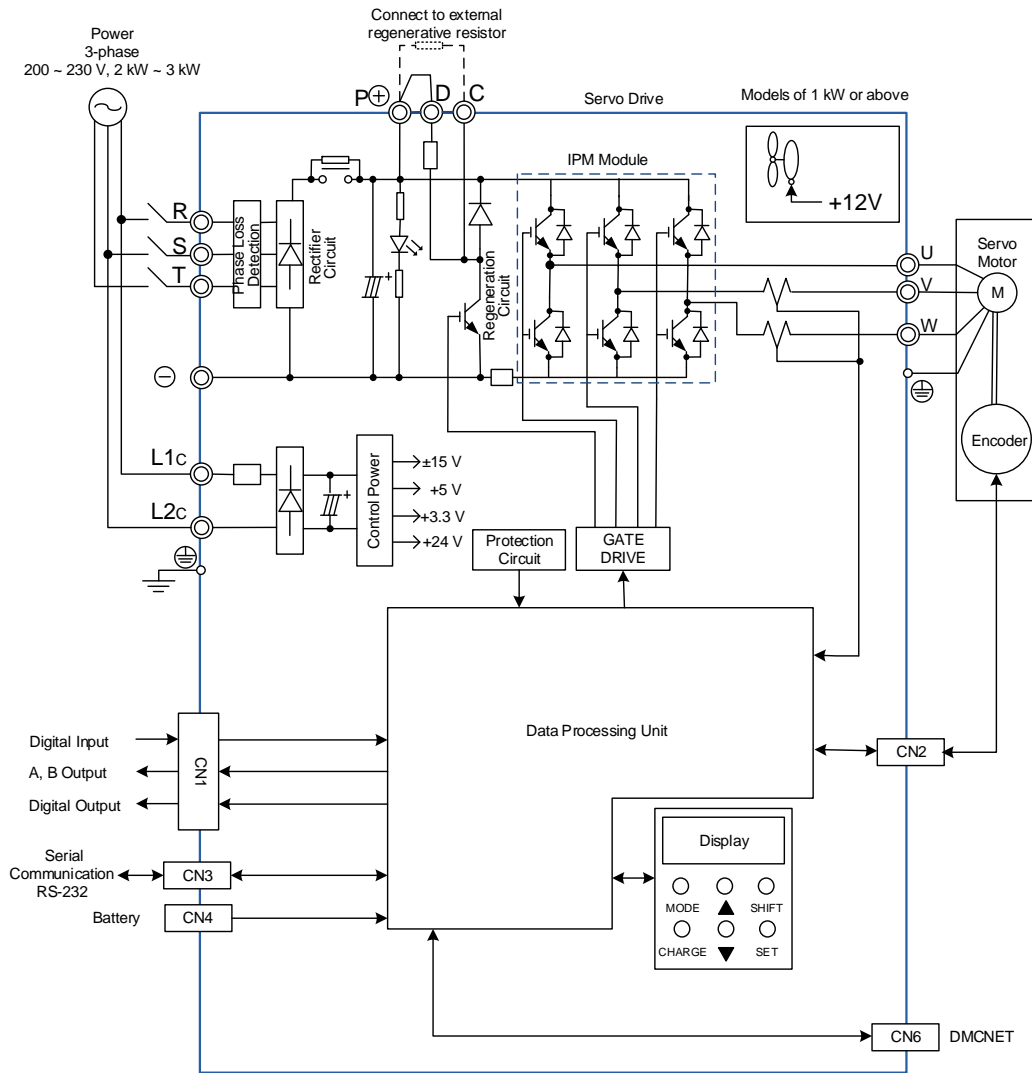 Connect to external
regenerative resistor
Power
3-phase
200 ~ 230 V, 2 kW ~ 3 kW
P⊕
D
C
Servo Drive
Models of 1 kW or above
IPM Module
+12V
R
S
T
Phase Loss
Detection
Rectifier
Circuit
+
Regeneration
Circuit
Servo
Motor
U
V
W
M
⊖
Encoder
L1C
L2C
+
Control Power
±15 V
+5 V
+3.3 V
+24 V
Protection
Circuit
GATE
DRIVE
Data Processing Unit
Digital Input
A, B Output
Digital Output
CN1
CN2
Serial
Communication
RS-232
CN3
Battery
CN4
Display
MODE
▲
SHIFT
CHARGE
▼
SET
CN6
DMCNET